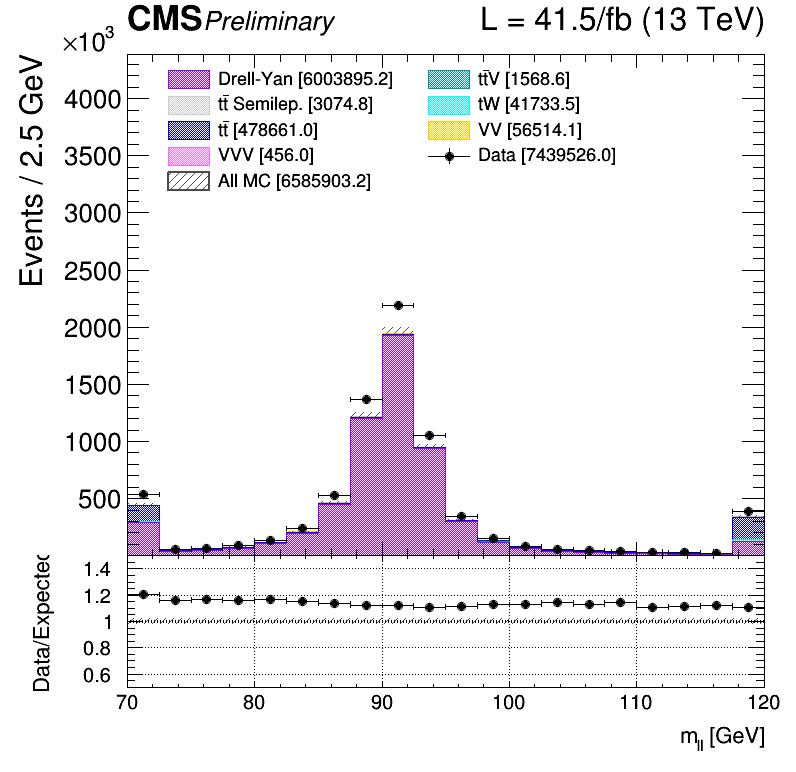 CMS Preliminary L = 41.5/fb (13 TeV)
×10³
Events / 2.5 GeV
Drell-Yan [6003895.2]
tt̄ Semilep. [3074.8]
tt̄ [478661.0]
VVV [456.0]
All MC [6585903.2]
tt̄V [1568.6]
tW [41733.5]
VV [56514.1]
Data [7439526.0]
4000
3500
3000
2500
2000
1500
1000
500
Data/Expected
1.4
1.2
1
0.8
0.6
70 80 90 100 110 120
m_ll [GeV]